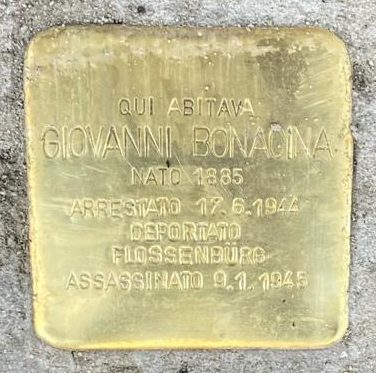 QUI ABITAVA
GIOVANNI BONACINA
NATO 1885
ARRESTATO 17.6.1944
DEPORTATO
FLOSSENBÜRG
ASSASSINATO 9.1.1945